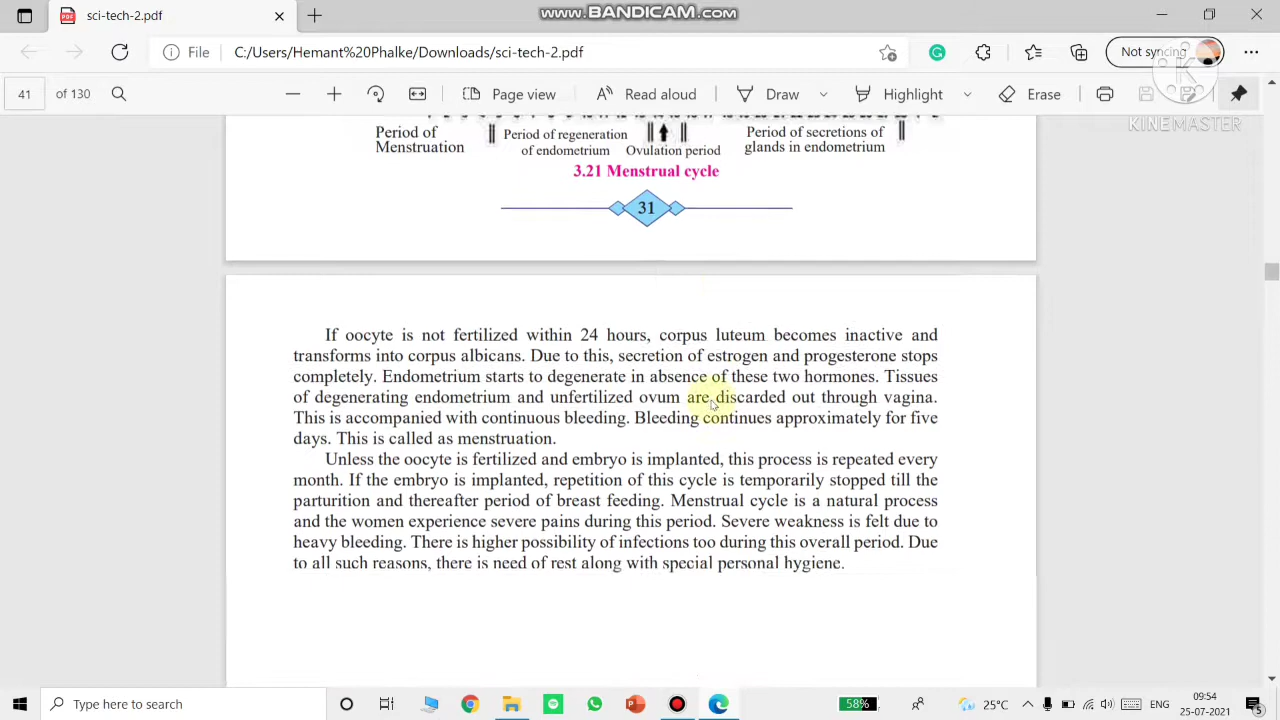 sci-tech-2.pdf
www.BANDICAM.com
File
C:/Users/Hemant%20Phalke/Downloads/sci-tech-2.pdf
Not syncing
41 of 130
Page view
Read aloud
Draw
Highlight
Erase
KINEMASTER
Period of Menstruation
Period of regeneration of endometrium
Ovulation period
Period of secretions of glands in endometrium
3.21 Menstrual cycle
31
If oocyte is not fertilized within 24 hours, corpus luteum becomes inactive and
transforms into corpus albicans. Due to this, secretion of estrogen and progesterone stops
completely. Endometrium starts to degenerate in absence of these two hormones. Tissues
of degenerating endometrium and unfertilized ovum are discarded out through vagina.
This is accompanied with continuous bleeding. Bleeding continues approximately for five
days. This is called as menstruation.
Unless the oocyte is fertilized and embryo is implanted, this process is repeated every
month. If the embryo is implanted, repetition of this cycle is temporarily stopped till the
parturition and thereafter period of breast feeding. Menstrual cycle is a natural process
and the women experience severe pains during this period. Severe weakness is felt due to
heavy bleeding. There is higher possibility of infections too during this overall period. Due
to all such reasons, there is need of rest along with special personal hygiene.
Type here to search
58%
25°C
ENG
09:54
25-07-2021
5